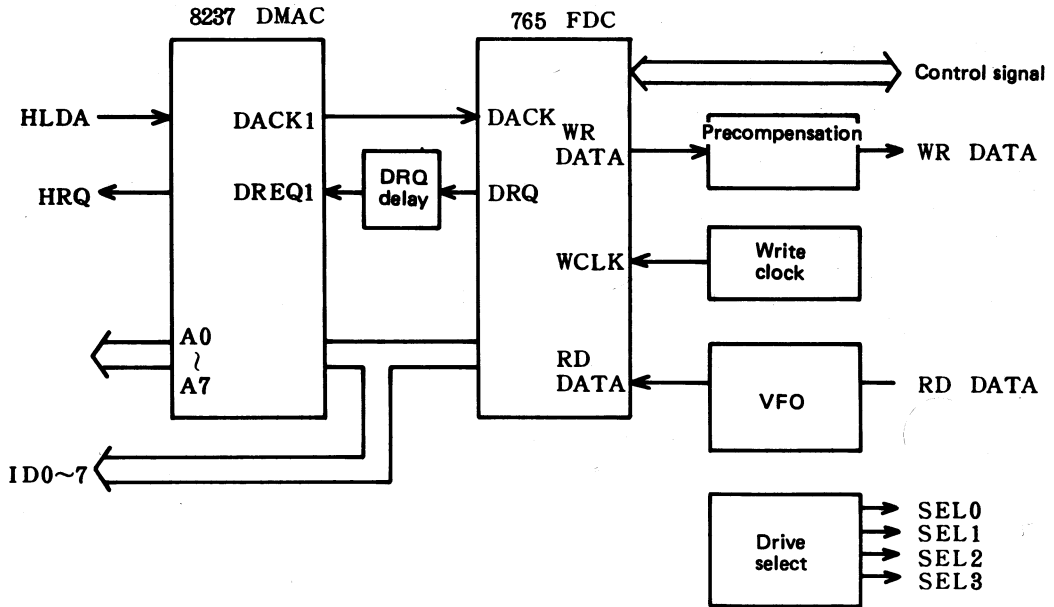 8237 DMAC
765 FDC
Control signal
HLDA
DACK1
DACK
WR
DATA
Precompensation
WR DATA
HRQ
DREQ1
DRQ
delay
DRQ
WCLK
Write
clock
A0
~
A7
RD
DATA
VFO
RD DATA
ID0~7
Drive
select
SEL0
SEL1
SEL2
SEL3